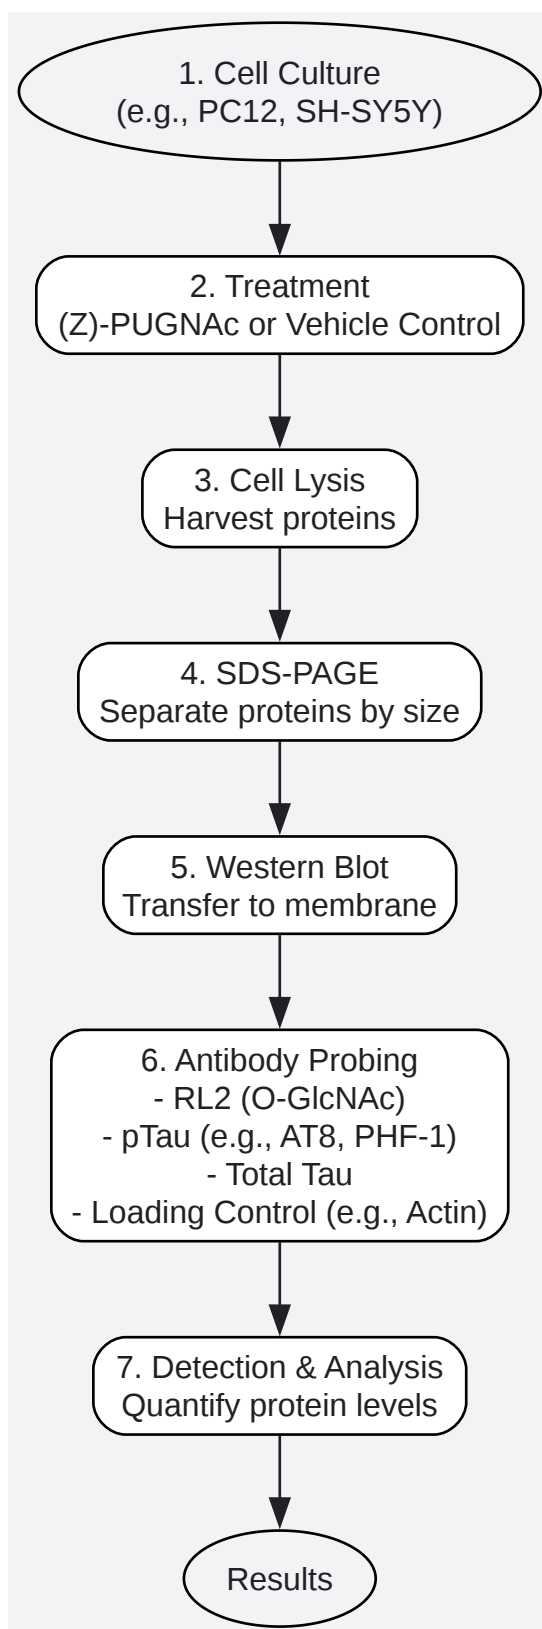 1. Cell Culture
(e.g., PC12, SH-SY5Y)
2. Treatment
(Z)-PUGNAc or Vehicle Control
3. Cell Lysis
Harvest proteins
4. SDS-PAGE
Separate proteins by size
5. Western Blot
Transfer to membrane
6. Antibody Probing
- RL2 (O-GlcNAc)
- pTau (e.g., AT8, PHF-1)
- Total Tau
- Loading Control (e.g., Actin)
7. Detection & Analysis
Quantify protein levels
Results